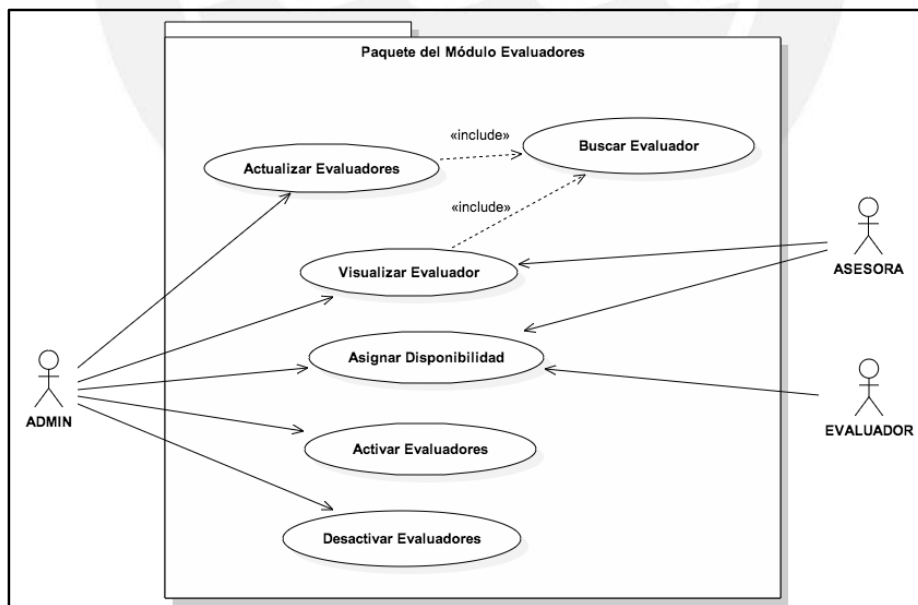 Paquete del Módulo Evaluadores
«include»
Buscar Evaluador
Actualizar Evaluadores
«include»
Visualizar Evaluador
ASESORA
Asignar Disponibilidad
ADMIN
EVALUADOR
Activar Evaluadores
Desactivar Evaluadores